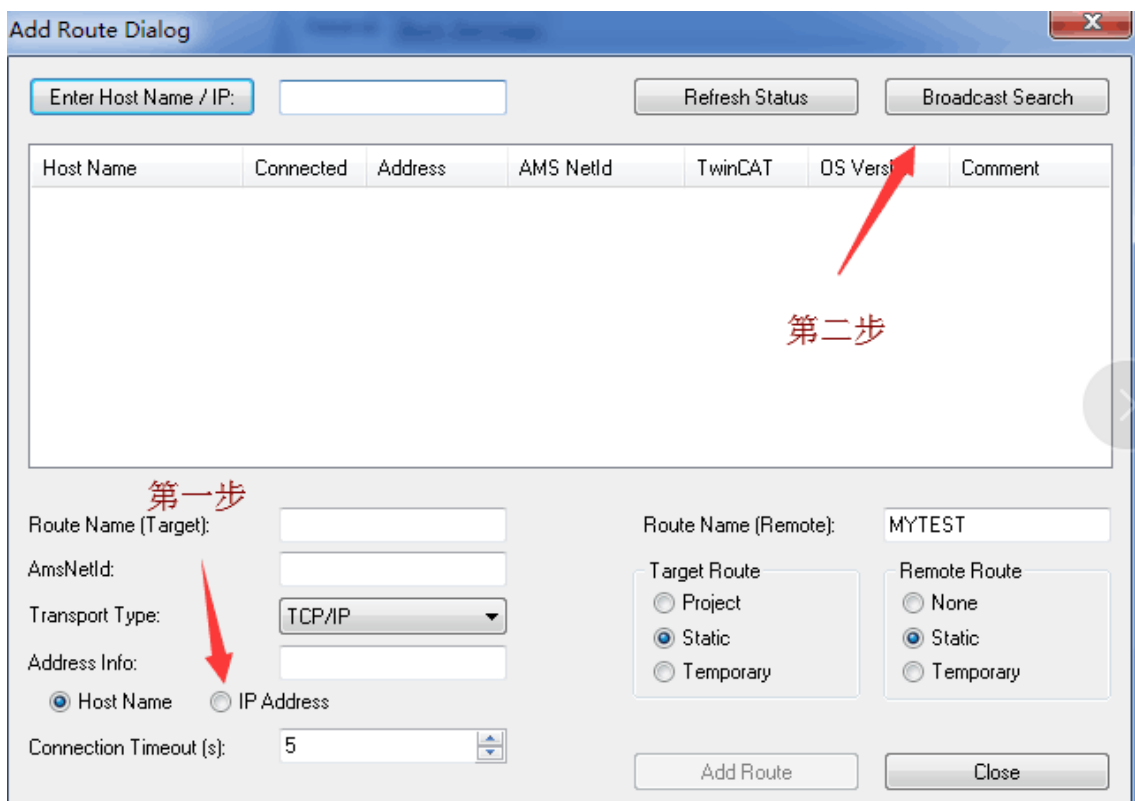 Add Route Dialog
Enter Host Name / IP:
Refresh Status
Broadcast Search
Host Name Connected Address AMS NetId TwinCAT OS Versi Comment
第二步
第一步
Route Name (Target):
Route Name (Remote): MYTEST
AmsNetId:
Target Route
Remote Route
Project
None
Transport Type: TCP/IP
Static
Static
Address Info:
Temporary
Temporary
Host Name
IP Address
Connection Timeout (s): 5
Add Route
Close